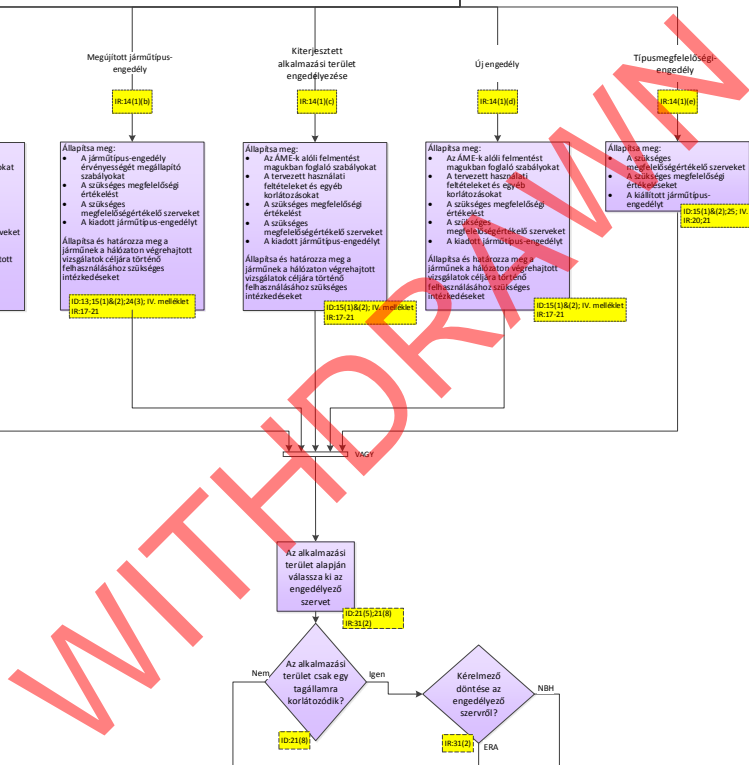 Megújított járműtípus-
engedély
Kiterjesztett
alkalmazási terület
engedélyezése
Új engedély
Típusmegfelelőségi-
engedély
IR:14(1)(b)
IR:14(1)(c)
IR:14(1)(d)
IR:14(1)(e)
okat
veket
ott
Állapítsa meg:
• A járműtípus-engedély
érvényességét megállapító
szabályokat
• A szükséges megfelelőségi
értékelést
• A szükséges
megfelelőségértékelő szerveket
• A kiadott járműtípus-engedélyt
Állapítsa és határozza meg a
járműnek a hálózaton végrehajtott
vizsgálatok céljára történő
felhasználásához szükséges
intézkedéseket
ID:13;15(1)&(2);24(3); IV. melléklet
IR:17-21
Állapítsa meg:
• Az ÁME-k alóli felmentést
magukban foglaló szabályokat
• A tervezett használati
feltételeket és egyéb
korlátozásokat
• A szükséges megfelelőségi
értékelést
• A szükséges
megfelelőségértékelő szerveket
• A kiadott járműtípus-engedélyt
Állapítsa és határozza meg a
járműnek a hálózaton végrehajtott
vizsgálatok céljára történő
felhasználásához szükséges
intézkedéseket
ID:15(1)&(2); IV. melléklet
IR:17-21
Állapítsa meg:
• Az ÁME-k alóli felmentést
magukban foglaló szabályokat
• A tervezett használati
feltételeket és egyéb
korlátozásokat
• A szükséges megfelelőségi
értékelést
• A szükséges
megfelelőségértékelő szerveket
• A kiadott járműtípus-engedélyt
Állapítsa és határozza meg a
járműnek a hálózaton végrehajtott
vizsgálatok céljára történő
felhasználásához szükséges
intézkedéseket
ID:15(1)&(2); IV. melléklet
IR:17-21
Állapítsa meg:
• A szükséges
megfelelőségértékelő szerveket
• A szükséges megfelelőségi
értékeléseket
• A kiállított járműtípus-
engedélyt
ID:15(1)&(2);25; IV.
IR:20;21
VAGY
Az alkalmazási
terület alapján
válassza ki az
engedélyező
szervet
ID:21(5);21(8)
IR:31(2)
Nem
Az alkalmazási
terület csak egy
tagállamra
korlátozódik?
Igen
ID:21(8)
Kérelmező
döntése az
engedélyező
szervről?
NBH
IR:31(2)
ERA
WITHDRAWN